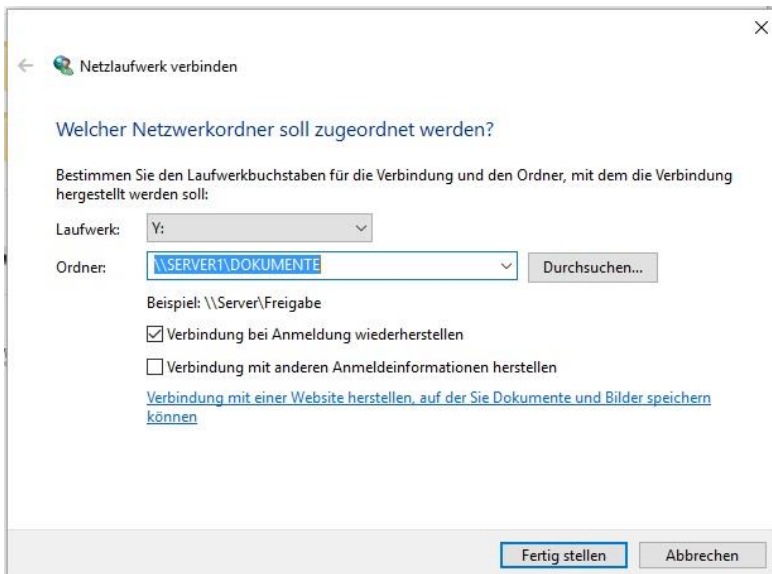 Netzlaufwerk verbinden
Welcher Netzwerkordner soll zugeordnet werden?
Bestimmen Sie den Laufwerkbuchstaben für die Verbindung und den Ordner, mit dem die Verbindung
hergestellt werden soll:
Laufwerk: Y:
Ordner: \\SERVER1\DOKUMENTE Durchsuchen...
Beispiel: \\Server\Freigabe
Verbindung bei Anmeldung wiederherstellen
Verbindung mit anderen Anmeldeinformationen herstellen
Verbindung mit einer Website herstellen, auf der Sie Dokumente und Bilder speichern
können
Fertig stellen Abbrechen